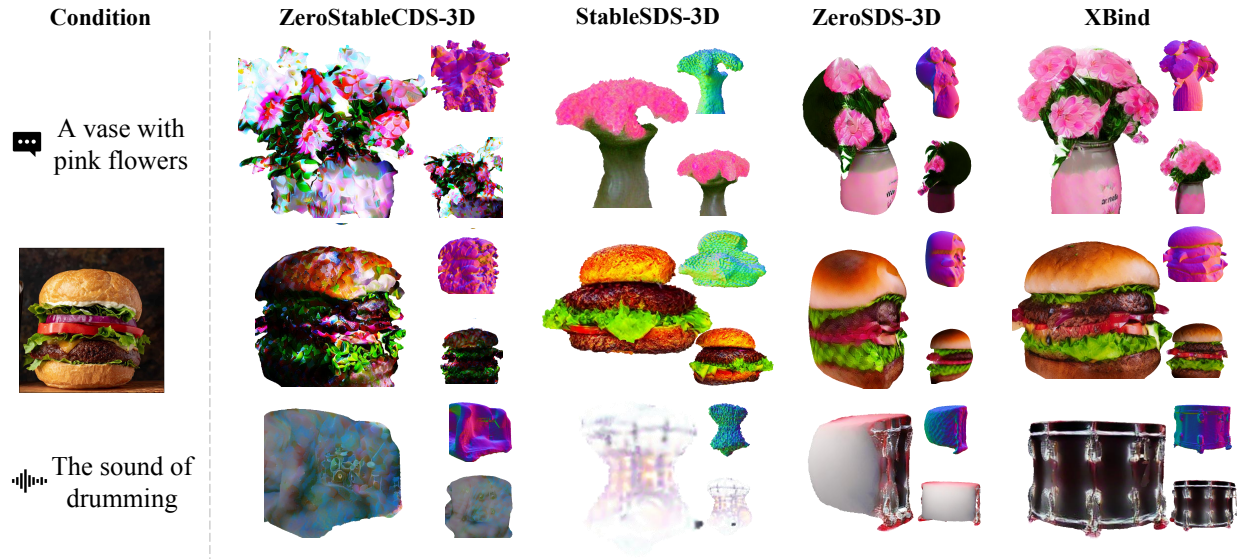 Condition
ZeroStableCDS-3D
StableSDS-3D
ZeroSDS-3D
XBind
A vase with
pink flowers
The sound of
drumming